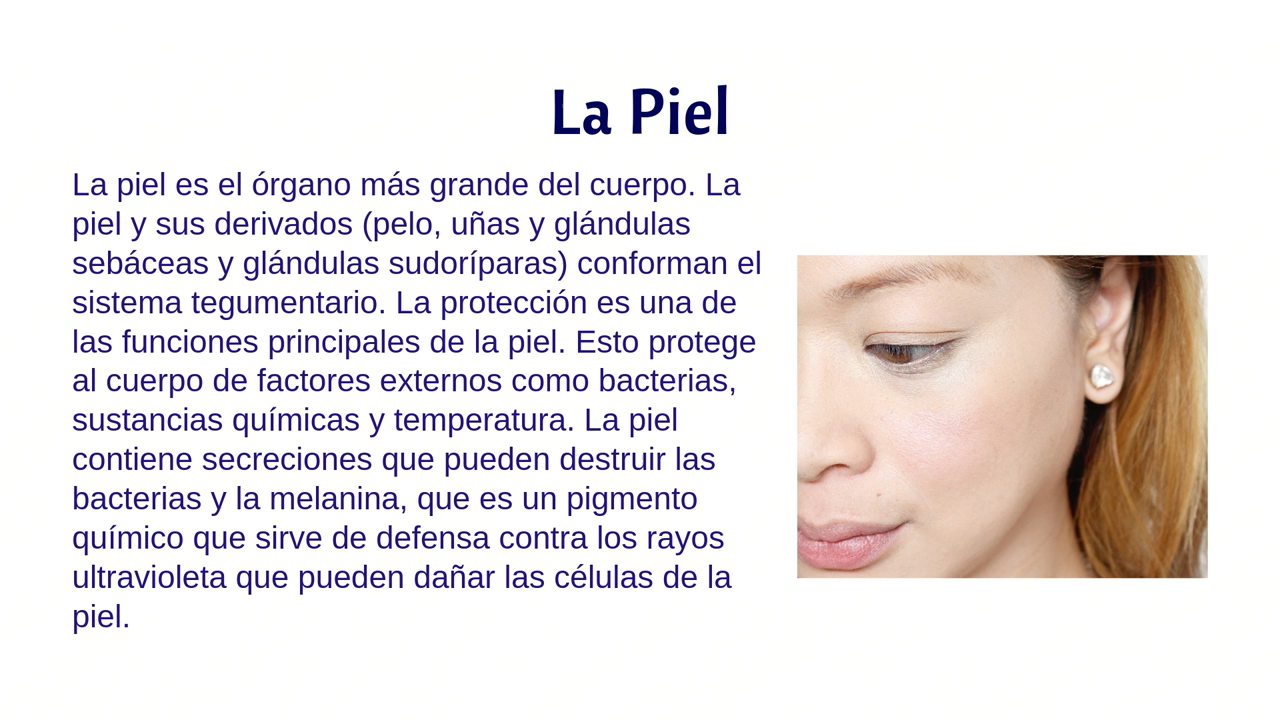 La Piel
La piel es el órgano más grande del cuerpo. La
piel y sus derivados (pelo, uñas y glándulas
sebáceas y glándulas sudoríparas) conforman el
sistema tegumentario. La protección es una de
las funciones principales de la piel. Esto protege
al cuerpo de factores externos como bacterias,
sustancias químicas y temperatura. La piel
contiene secreciones que pueden destruir las
bacterias y la melanina, que es un pigmento
químico que sirve de defensa contra los rayos
ultravioleta que pueden dañar las células de la
piel.